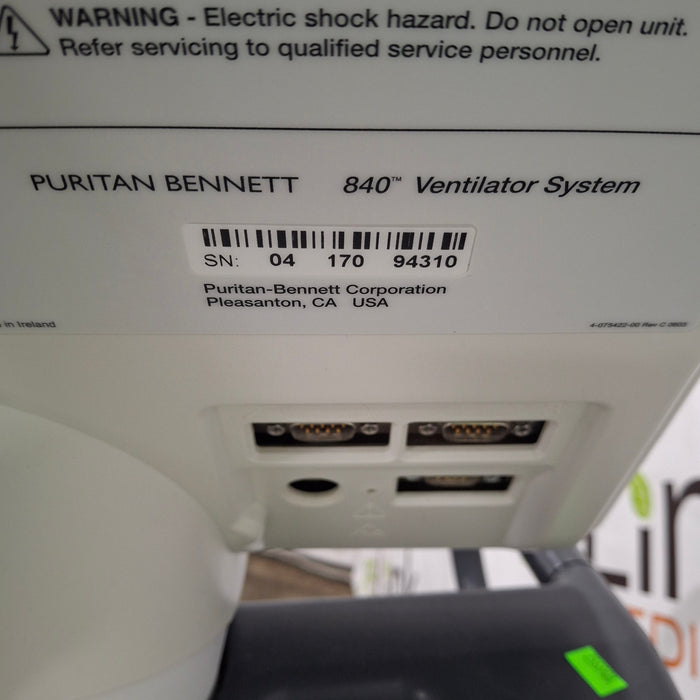 WARNING - Electric shock hazard. Do not open unit.
Refer servicing to qualified service personnel.
PURITAN BENNETT 840™ Ventilator System
SN: 04 170 94310
Puritan-Bennett Corporation
Pleasanton, CA USA
in Ireland
4-075422-00 Rev C